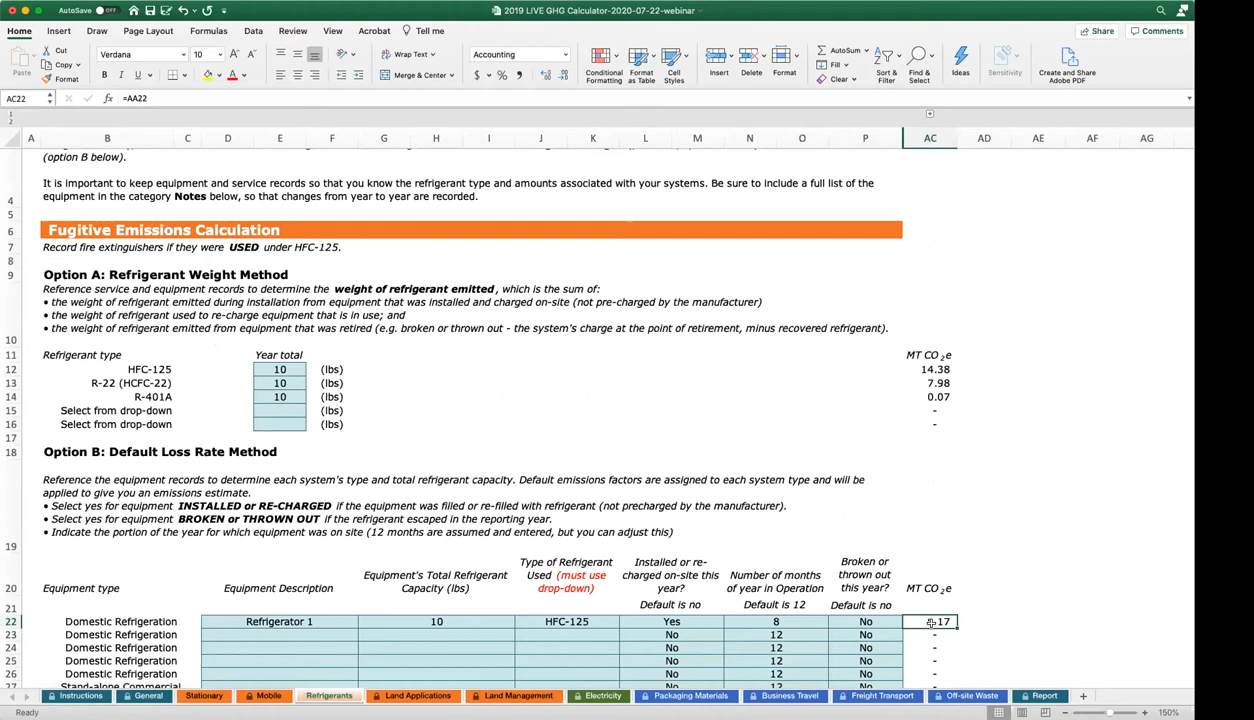 AutoSave OFF 2019 LIVE GHG Calculator-2020-07-22-webinar
Home Insert Draw Page Layout Formulas Data Review View Acrobat Tell me Share Comments
Paste Cut Copy Format Verdana 10 Wrap Text Accounting AutoSum
B I U Merge & Center $ % Conditional Formatting Format as Table Cell Styles Insert Delete Format Fill Clear Sort & Filter Find & Select Ideas Sensitivity Create and Share Adobe PDF
AC22 fx =AA22
1
2
A B C D E F G H I J K L M N O P AC AD AE AF AG
(option B below).
It is important to keep equipment and service records so that you know the refrigerant type and amounts associated with your systems. Be sure to include a full list of the
4 equipment in the category Notes below, so that changes from year to year are recorded.
5
6 Fugitive Emissions Calculation
7 Record fire extinguishers if they were USED under HFC-125.
8
9 Option A: Refrigerant Weight Method
Reference service and equipment records to determine the weight of refrigerant emitted, which is the sum of:
• the weight of refrigerant emitted during installation from equipment that was installed and charged on-site (not pre-charged by the manufacturer)
• the weight of refrigerant used to re-charge equipment that is in use; and
• the weight of refrigerant emitted from equipment that was retired (e.g. broken or thrown out - the system's charge at the point of retirement, minus recovered refrigerant).
10
11 Refrigerant type Year total MT CO2e
12 HFC-125 10 (lbs) 14.38
13 R-22 (HCFC-22) 10 (lbs) 7.98
14 R-401A 10 (lbs) 0.07
15 Select from drop-down (lbs) -
16 Select from drop-down (lbs) -
17
18 Option B: Default Loss Rate Method
Reference the equipment records to determine each system's type and total refrigerant capacity. Default emissions factors are assigned to each system type and will be
applied to give you an emissions estimate.
• Select yes for equipment INSTALLED or RE-CHARGED if the equipment was filled or re-filled with refrigerant (not precharged by the manufacturer).
• Select yes for equipment BROKEN or THROWN OUT if the refrigerant escaped in the reporting year.
• Indicate the portion of the year for which equipment was on site (12 months are assumed and entered, but you can adjust this)
19
20 Equipment type Equipment Description Equipment's Total Refrigerant Capacity (lbs) Type of Refrigerant Used (must use drop-down) Installed or re-charged on-site this year? Number of months of year in Operation Broken or thrown out this year? MT CO2e
21 Default is no Default is 12 Default is no
22 Domestic Refrigeration Refrigerator 1 10 HFC-125 Yes 8 No 17
23 Domestic Refrigeration No 12 No -
24 Domestic Refrigeration No 12 No -
25 Domestic Refrigeration No 12 No -
26 Domestic Refrigeration No 12 No -
27 Stand-alone Commercial No 12 No
Instructions General Stationary Mobile Refrigerants Land Applications Land Management Electricity Packaging Materials Business Travel Freight Transport Off-site Waste Report
Ready 150%